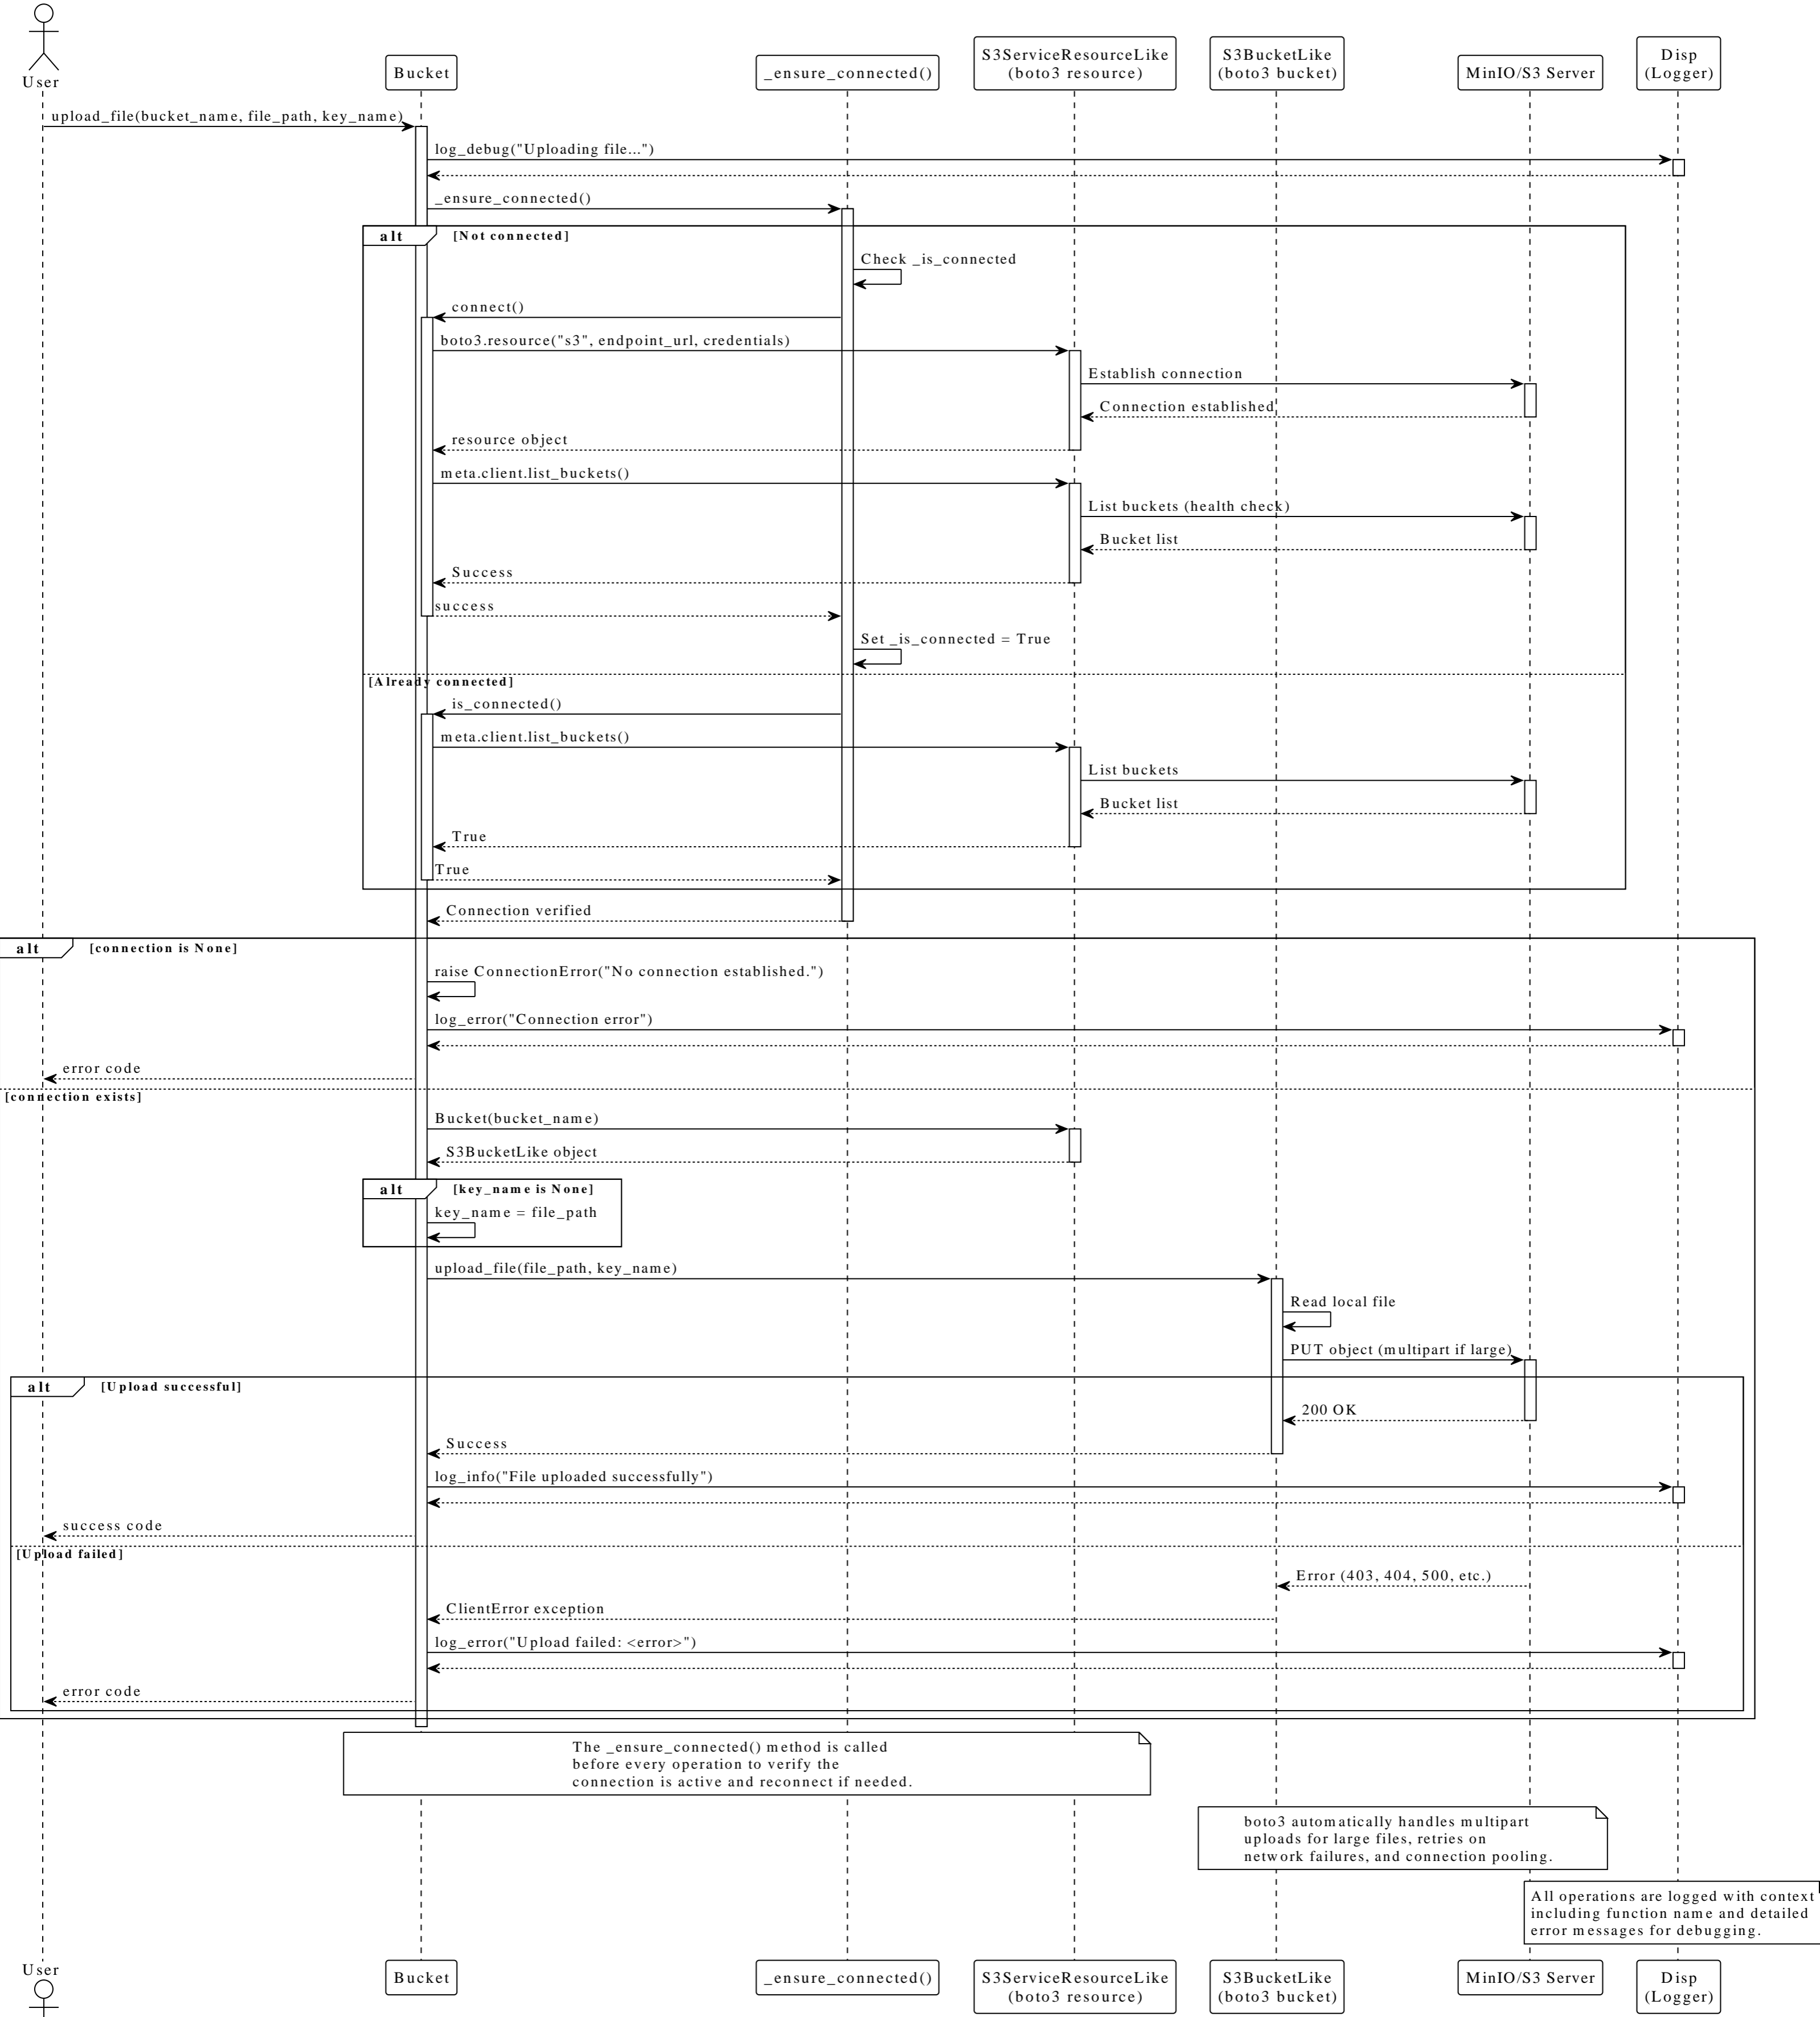 User
Bucket
_ensure_connected()
S3ServiceResourceLike
(boto3 resource)
S3BucketLike
(boto3 bucket)
MinIO/S3 Server
Disp
(Logger)
upload_file(bucket_name, file_path, key_name)
log_debug("Uploading file...")
_ensure_connected()
alt [Not connected]
Check _is_connected
connect()
boto3.resource("s3", endpoint_url, credentials)
Establish connection
Connection established
resource object
meta.client.list_buckets()
List buckets (health check)
Bucket list
Success
success
Set _is_connected = True
[Already connected]
is_connected()
meta.client.list_buckets()
List buckets
Bucket list
True
True
Connection verified
alt [connection is None]
raise ConnectionError("No connection established.")
log_error("Connection error")
error code
[connection exists]
Bucket(bucket_name)
S3BucketLike object
alt [key_name is None]
key_name = file_path
upload_file(file_path, key_name)
Read local file
PUT object (multipart if large)
alt [Upload successful]
200 OK
Success
log_info("File uploaded successfully")
success code
[Upload failed]
Error (403, 404, 500, etc.)
ClientError exception
log_error("Upload failed: <error>")
error code
The _ensure_connected() method is called
before every operation to verify the
connection is active and reconnect if needed.
boto3 automatically handles multipart
uploads for large files, retries on
network failures, and connection pooling.
All operations are logged with context
including function name and detailed
error messages for debugging.
User
Bucket
_ensure_connected()
S3ServiceResourceLike
(boto3 resource)
S3BucketLike
(boto3 bucket)
MinIO/S3 Server
Disp
(Logger)